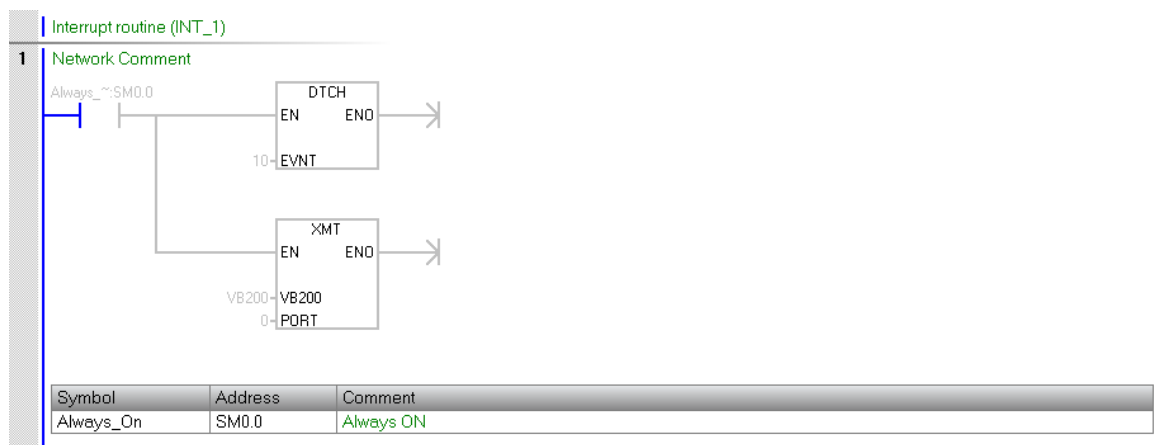 Interrupt routine (INT_1)
1 Network Comment
Always_~:SM0.0
DTCH
EN ENO
10 EVNT
XMT
EN ENO
VB200 VB200
0 PORT
Symbol Address Comment
Always_On SM0.0 Always ON